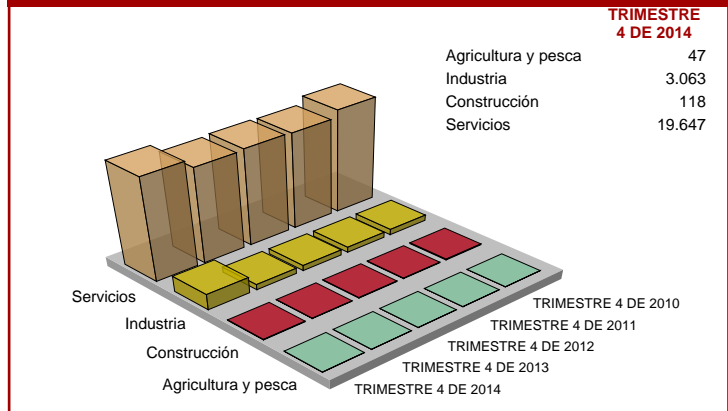 TRIMESTRE
4 DE 2014
Agricultura y pesca 47
Industria 3.063
Construcción 118
Servicios 19.647
Servicios
Industria
Construcción
Agricultura y pesca
TRIMESTRE 4 DE 2010
TRIMESTRE 4 DE 2011
TRIMESTRE 4 DE 2012
TRIMESTRE 4 DE 2013
TRIMESTRE 4 DE 2014